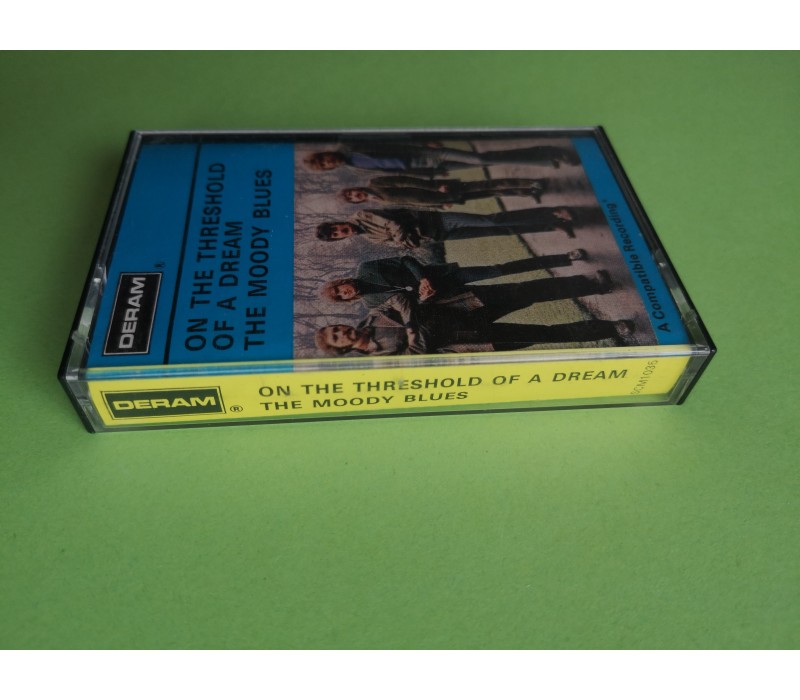 DERAM
®
ON THE THRESHOLD
OF A DREAM
THE MOODY BLUES
A Compatible Recording
DERAM
®
ON THE THRESHOLD OF A DREAM
THE MOODY BLUES
SCM1035